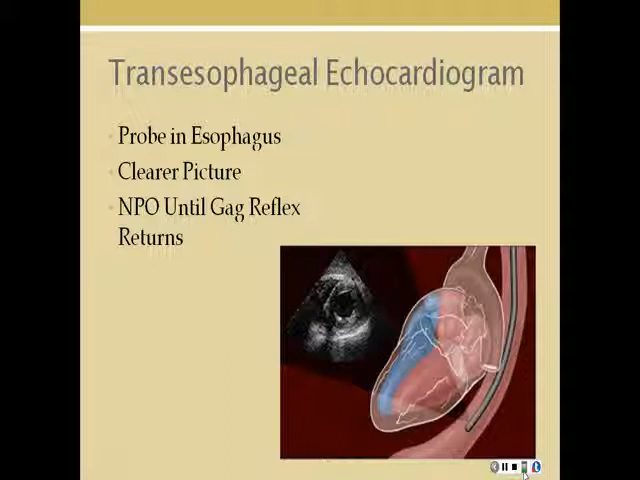 Transesophageal Echocardiogram
Probe in Esophagus
Clearer Picture
NPO Until Gag Reflex
Returns